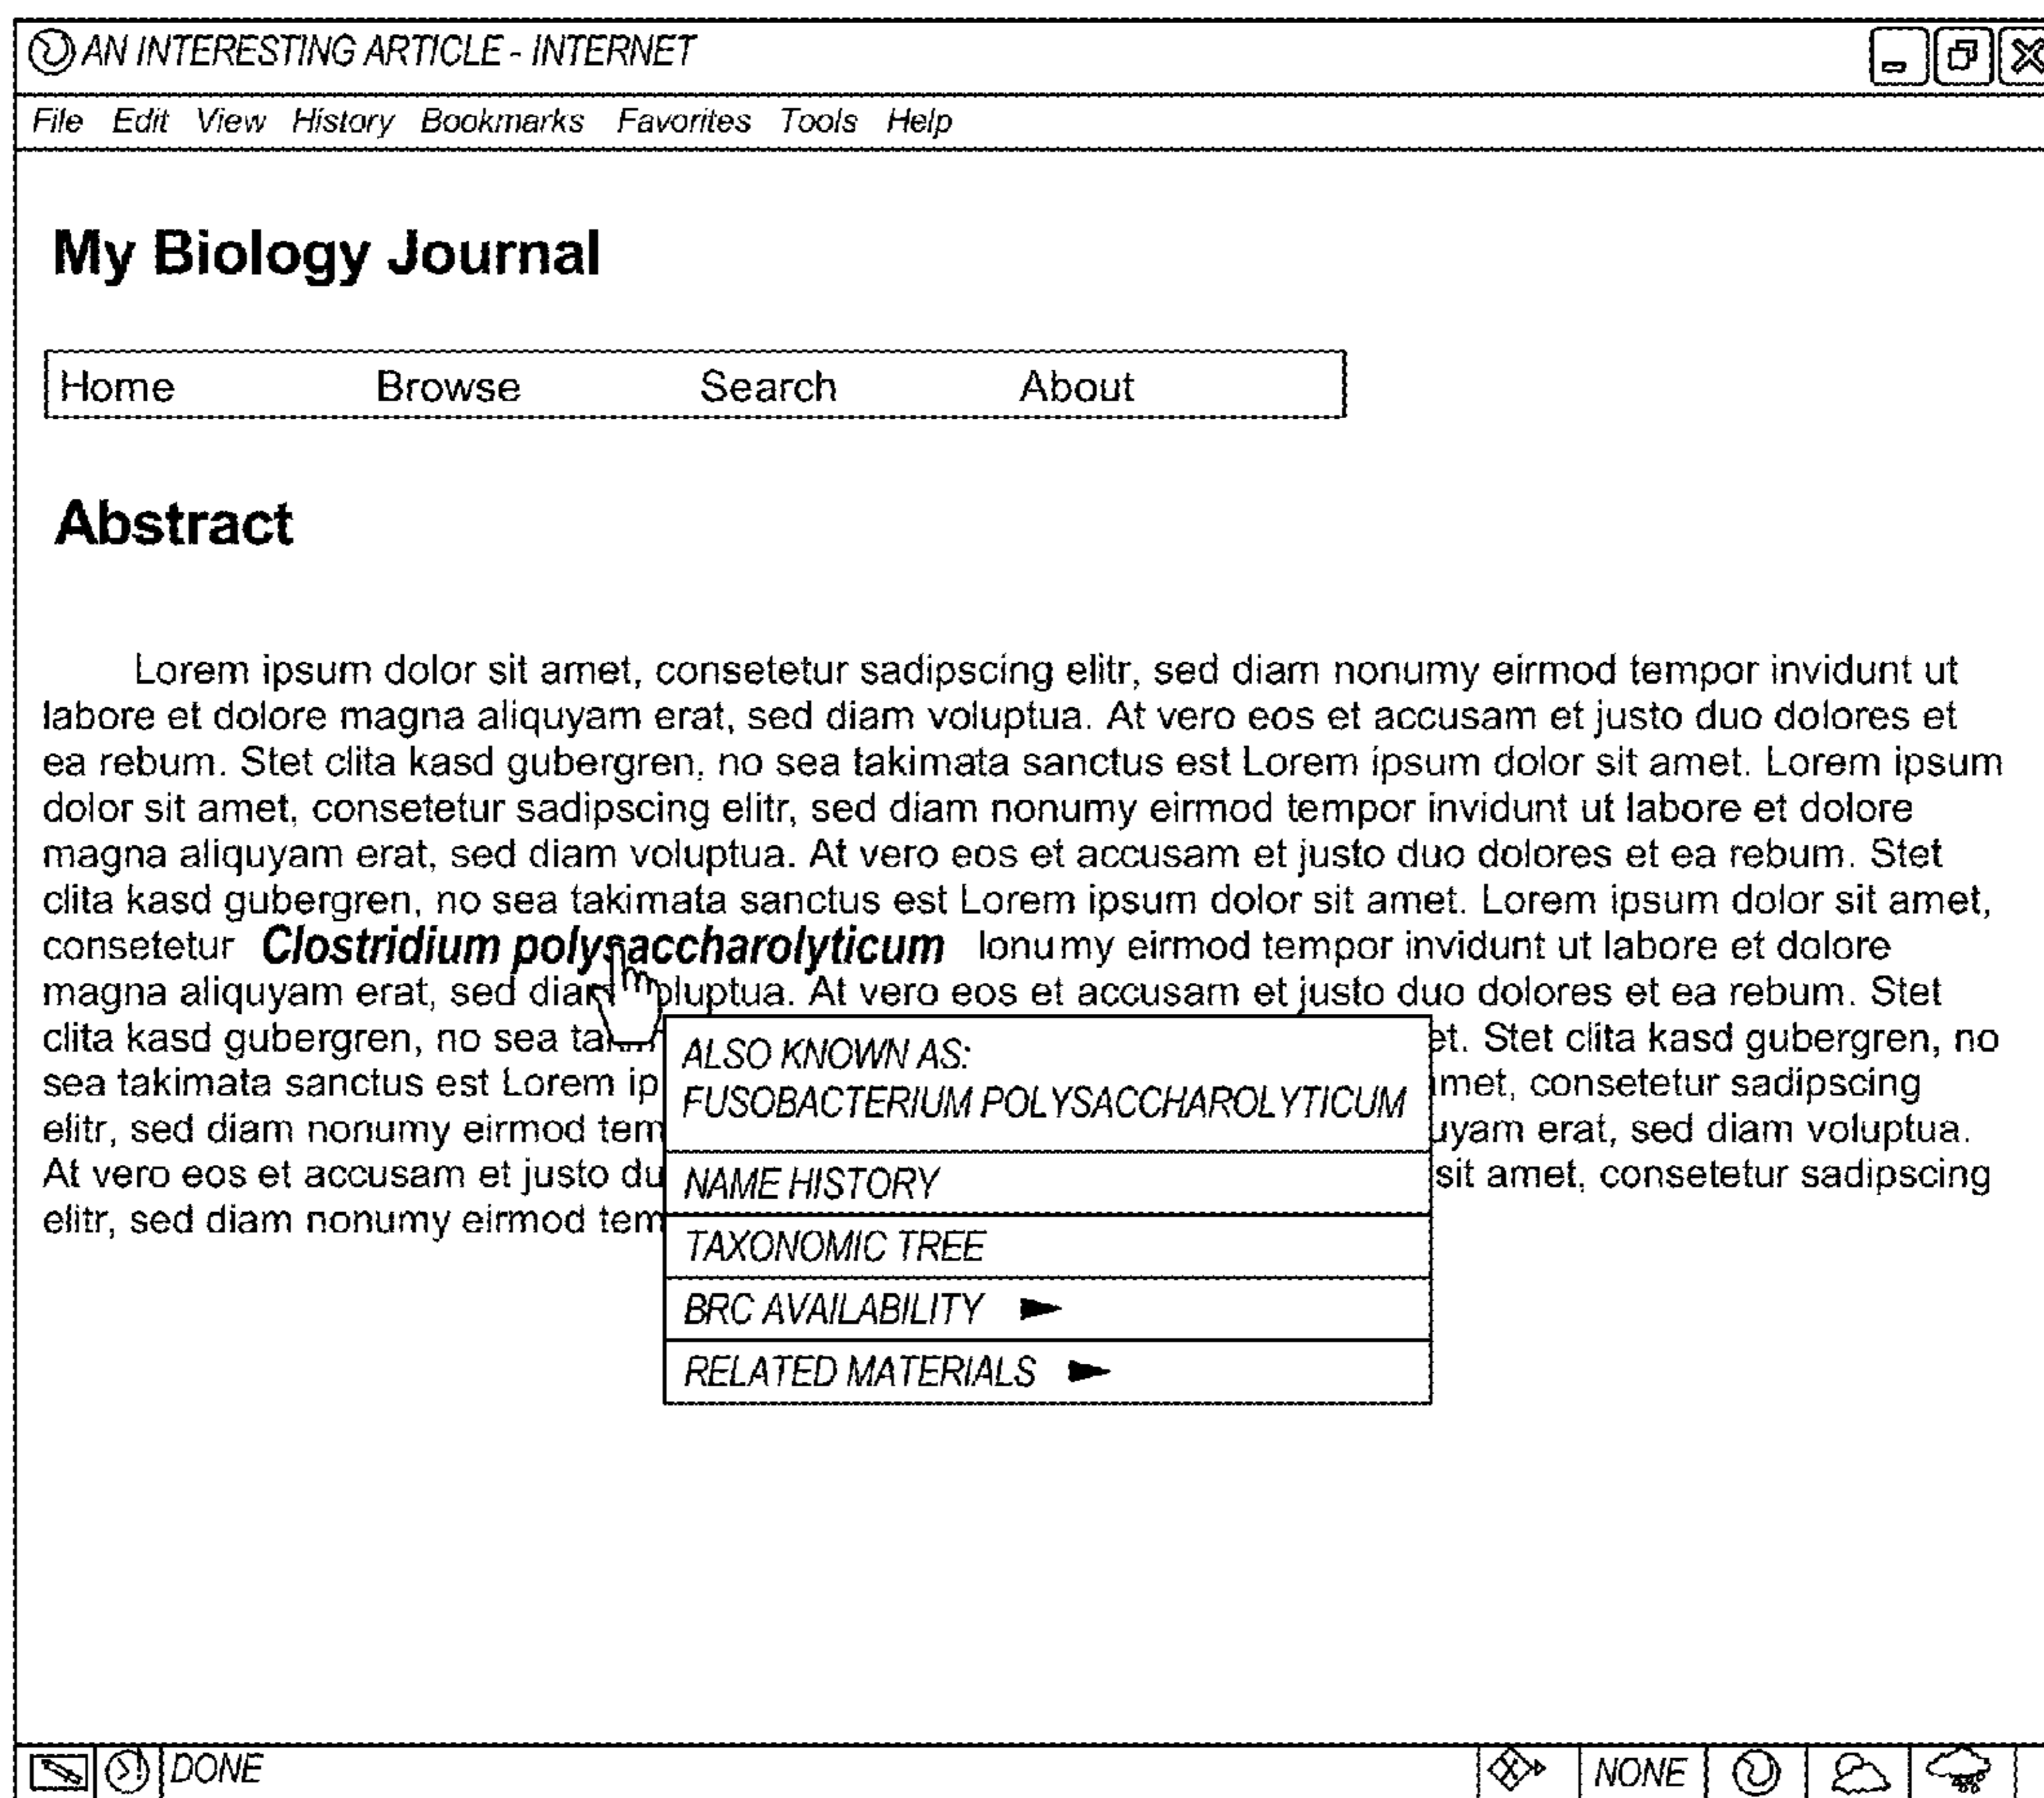 AN INTERESTING ARTICLE - INTERNET
File Edit View History Bookmarks Favorites Tools Help
My Biology Journal
Home Browse Search About
Abstract
Lorem ipsum dolor sit amet, consetetur sadipscing elitr, sed diam nonumy eirmod tempor invidunt ut
labore et dolore magna aliquyam erat, sed diam voluptua. At vero eos et accusam et justo duo dolores et
ea rebum. Stet clita kasd gubergren, no sea takimata sanctus est Lorem ipsum dolor sit amet. Lorem ipsum
dolor sit amet, consetetur sadipscing elitr, sed diam nonumy eirmod tempor invidunt ut labore et dolore
magna aliquyam erat, sed diam voluptua. At vero eos et accusam et justo duo dolores et ea rebum. Stet
clita kasd gubergren, no sea takimata sanctus est Lorem ipsum dolor sit amet. Lorem ipsum dolor sit amet,
consetetur Clostridium polysaccharolyticum lonumy eirmod tempor invidunt ut labore et dolore
magna aliquyam erat, sed At vero eos et accusam et justo duo dolores et ea rebum. Stet
clita kasd gubergren, no sea et. Stet clita kasd gubergren, no
sea takimata sanctus est Lorem ip met, consetetur sadipscing
elitr, sed diam nonumy eirmod tem uyam erat, sed diam voluptua.
At vero eos et accusam et justo du sit amet, consetetur sadipscing
elitr, sed diam nonumy eirmod tem
ALSO KNOWN AS:
FUSOBACTERIUM POLYSACCHAROLYTICUM
NAME HISTORY
TAXONOMIC TREE
BRC AVAILABILITY
RELATED MATERIALS
DONE NONE